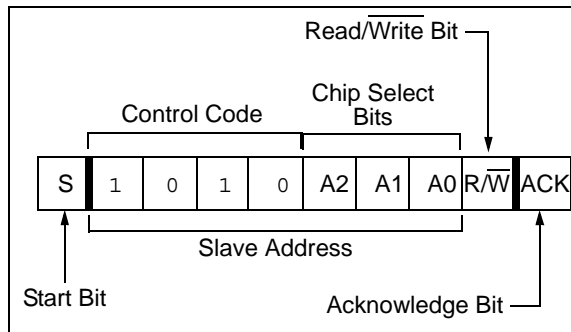 Read/Write Bit
Chip Select
Control Code
Bits
S 1 0 1 0 A2 A1 A0 R/W ACK
Slave Address
Start Bit
Acknowledge Bit